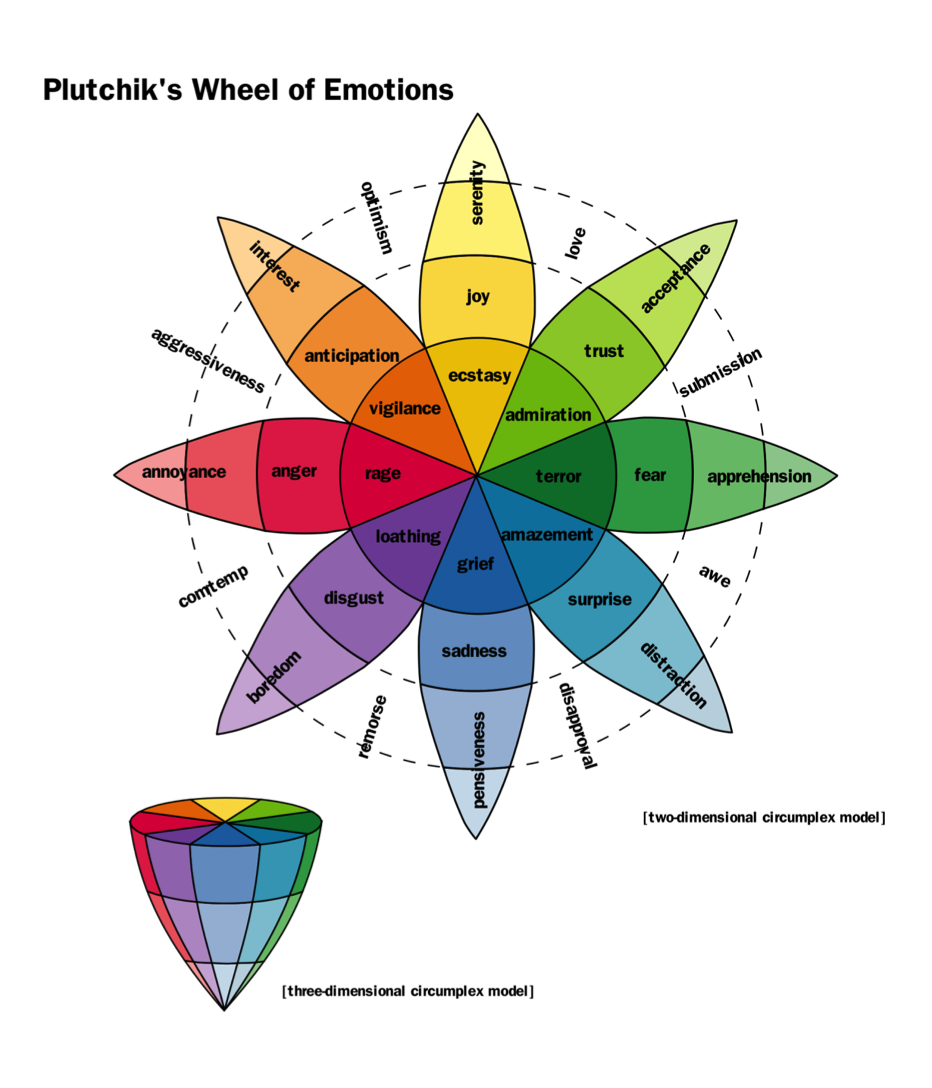 Plutchik's Wheel of Emotions
serenity
optimism
love
interest
acceptance
joy
aggressiveness
anticipation
trust
submission
ecstasy
vigilance
admiration
annoyance
anger
rage
terror
fear
apprehension
loathing
amazement
grief
comtemp
disgust
surprise
awe
boredom
sadness
distraction
remorse
pensiveness
disapproval
[two-dimensional circumplex model]
[three-dimensional circumplex model]